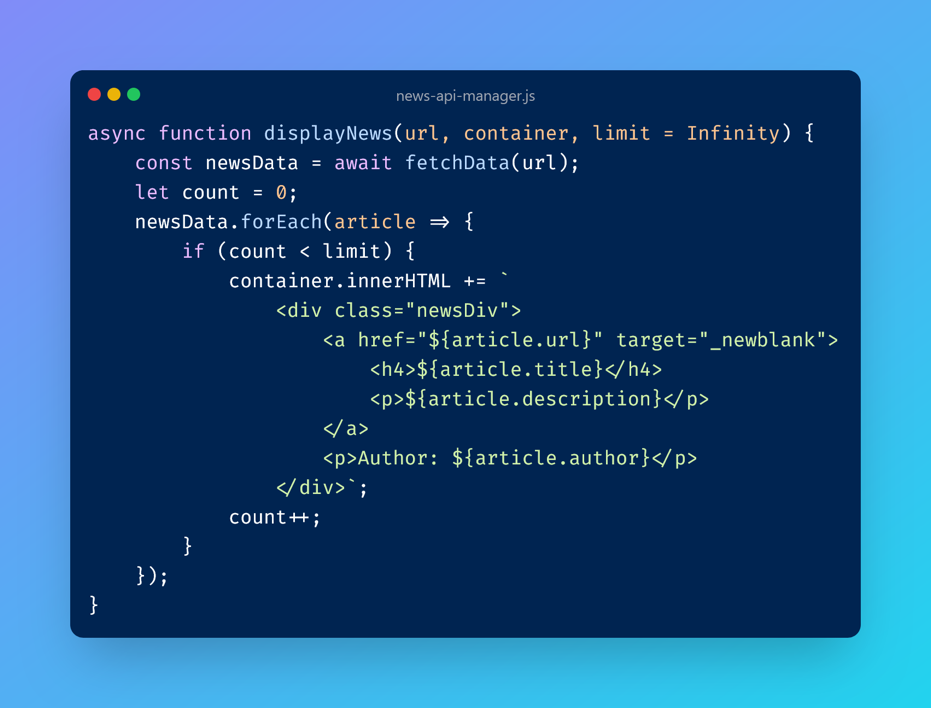 news-api-manager.js
async function displayNews(url, container, limit = Infinity) {
    const newsData = await fetchData(url);
    let count = 0;
    newsData.forEach(article => {
        if (count < limit) {
            container.innerHTML += `
                <div class="newsDiv">
                    <a href="${article.url}" target="_newblank">
                        <h4>${article.title}</h4>
                        <p>${article.description}</p>
                    </a>
                    <p>Author: ${article.author}</p>
                </div>`;
            count++;
        }
    });
}